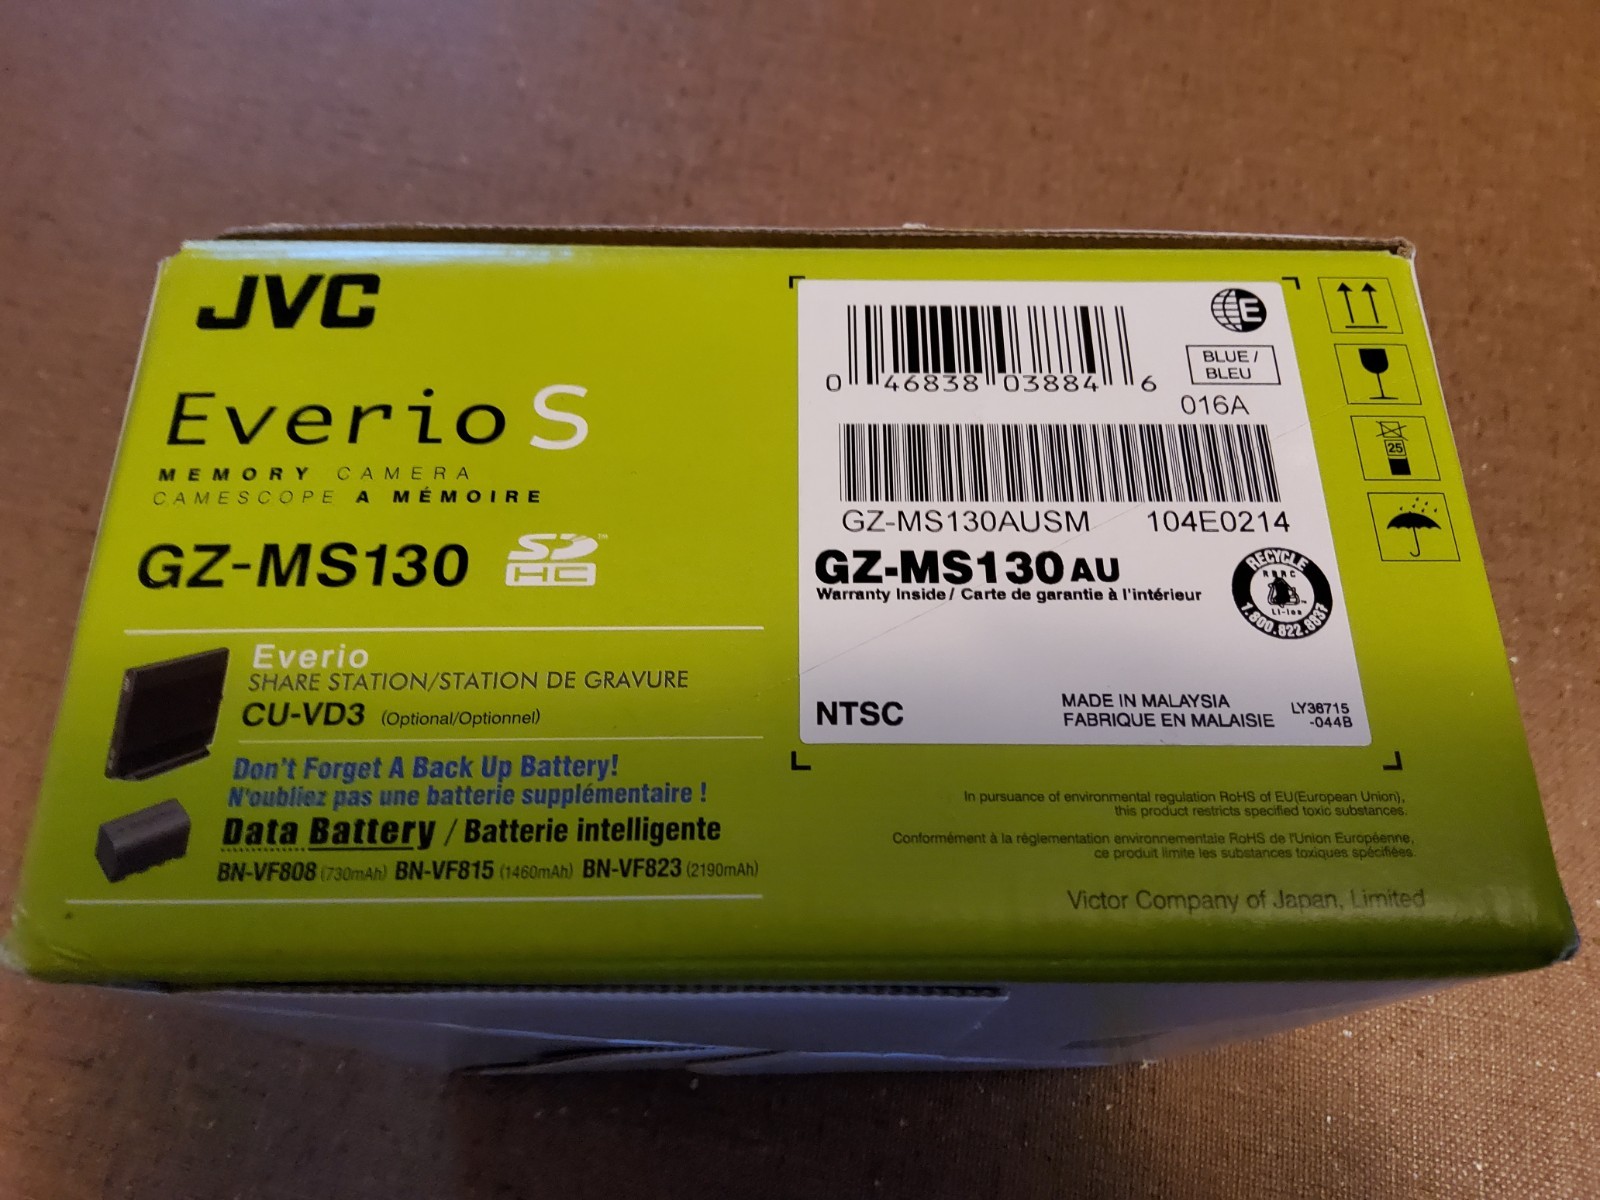 JVC
Everio S
MEMORY CAMERA
CAMESCOPE A MÉMOIRE
GZ-MS130 SD HC ™
Everio
SHARE STATION/STATION DE GRAVURE
CU-VD3 (Optional/Optionnel)
Don't Forget A Back Up Battery!
N'oubliez pas une batterie supplémentaire !
Data Battery / Batterie intelligente
BN-VF808 (730mAh) BN-VF815 (1460mAh) BN-VF823 (2190mAh)
E
0 46838 03884 6
BLUE /
BLEU
016A
GZ-MS130AUSM 104E0214
GZ-MS130AU
Warranty Inside / Carte de garantie à l'intérieur
RECYCLE
RBRC
Li-ion
1.800.822.8837
NTSC
MADE IN MALAYSIA
FABRIQUE EN MALAISIE
LY36715
-044B
25
In pursuance of environmental regulation RoHS of EU(European Union),
this product restricts specified toxic substances.
Conformément à la réglementation environnementale RoHS de l'Union Européenne,
ce produit limite les substances toxiques spécifiées.
Victor Company of Japan, Limited